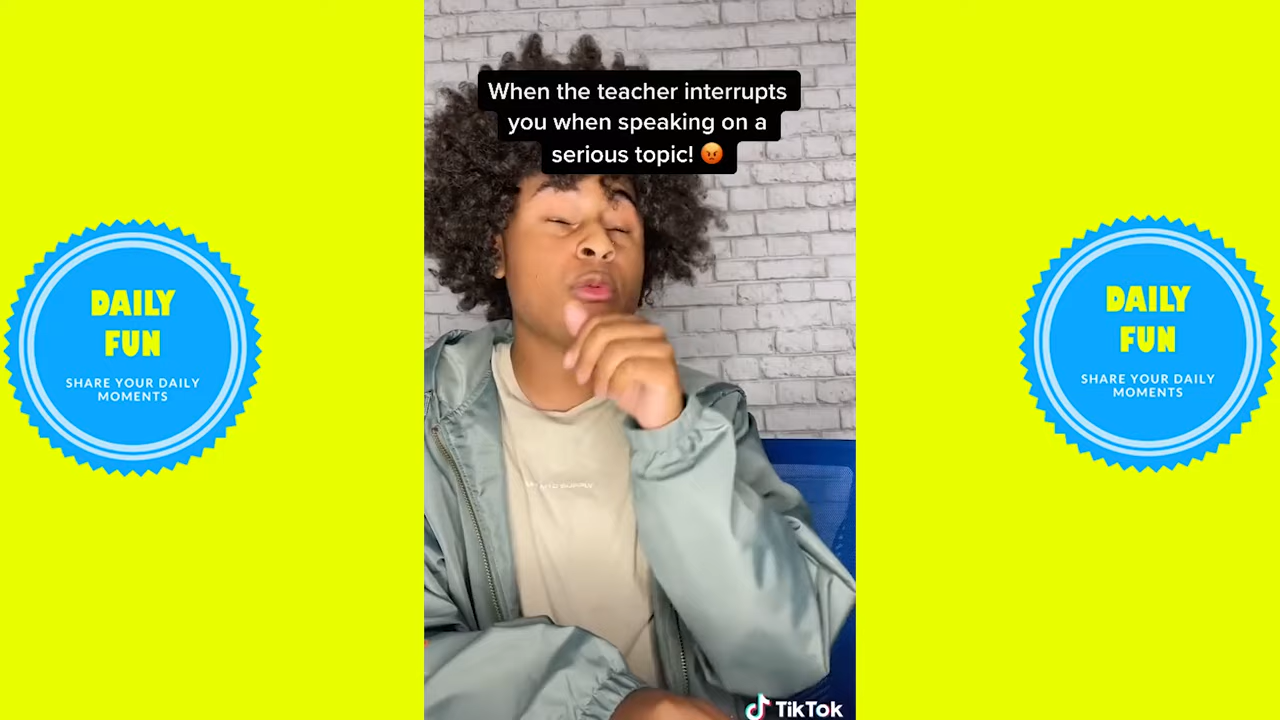 When the teacher interrupts
you when speaking on a
serious topic! 😡
DAILY
FUN
SHARE YOUR DAILY
MOMENTS
DAILY
FUN
SHARE YOUR DAILY
MOMENTS
TikTok